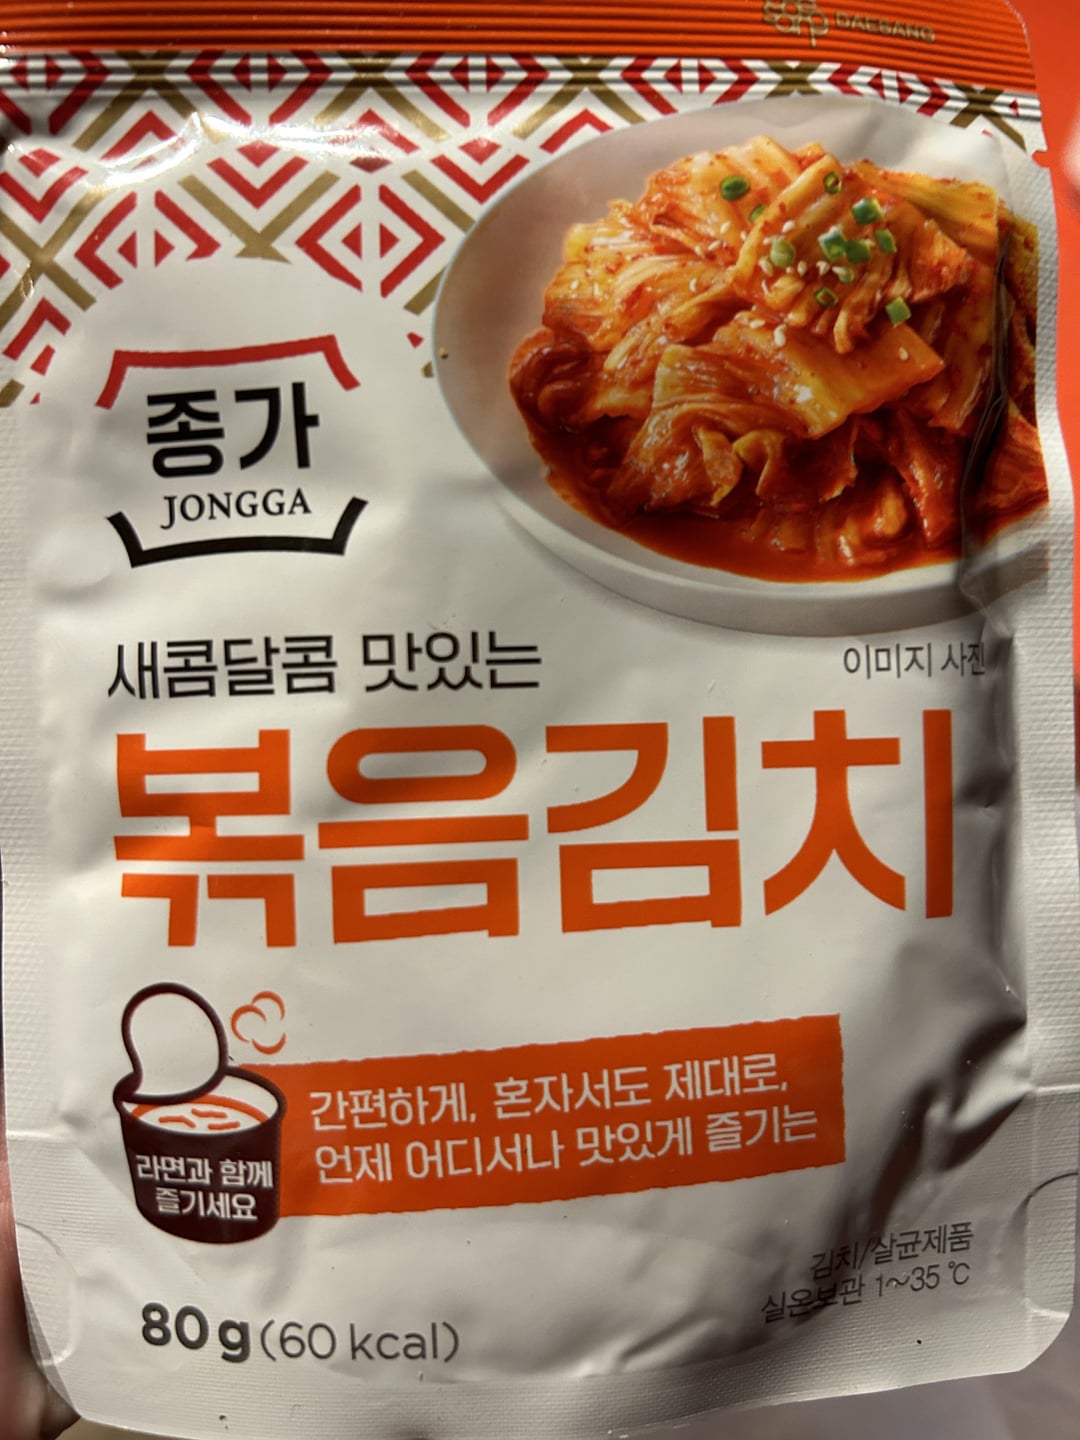 DAESANG
종가
JONGGA
새콤달콤 맛있는
이미지 사진
볶음김치
간편하게, 혼자서도 제대로,
언제 어디서나 맛있게 즐기는
라면과 함께
즐기세요
김치/살균제품
실온보관 1~35 ℃
80g(60 kcal)